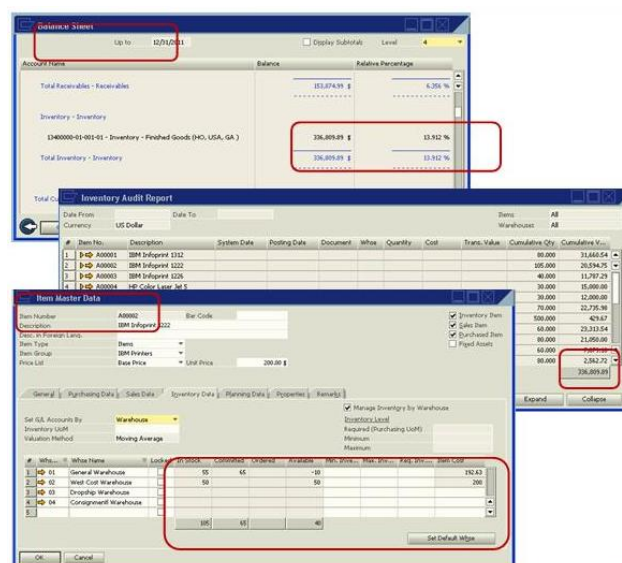 Balance Sheet
Up to 12/31/2011 Display Subtotals Level 4
Account Name Balance Relative Percentage
Total Receivables - Receivables 153,874.99 $ 6.356 %
Inventory - Inventory
13400000-01-001-01 - Inventory - Finished Goods (HO, USA, GA ) 336,809.89 $ 13.912 %
Total Inventory - Inventory 336,809.89 $ 13.912 %
Total Cu
Inventory Audit Report
Date From Date To Items All
Currency US Dollar Warehouses All
# Item No. Description System Date Posting Date Document Whse Quantity Cost Trans. Value Cumulative Qty Cumulative V...
1 A00001 IBM Infoprint 1312 80.000 31,660.54
2 A00002 IBM Infoprint 1222 105.000 20,594.75
3 A00003 IBM Infoprint 1226 40.000 11,787.29
4 A00004 HP Color Laser Jet 5 30.000 15,000.00
30.000 12,000.00
70.000 22,735.98
500.000 429.67
60.000 23,313.54
80.000 21,050.00
60.000
80.000 2,562.72
336,809.89
Expand Collapse
Item Master Data
Item Number A00002 Bar Code Inventory Item
Description IBM Infoprint 1222 Sales Item
Desc. in Foreign Lang. Purchased Item
Item Type Items Fixed Assets
Item Group IBM Printers
Price List Base Price Unit Price 200.00 $
General Purchasing Data Sales Data Inventory Data Planning Data Properties Remarks
Manage Inventory by Warehouse
Set G/L Accounts By Warehouse Inventory Level
Inventory UoM Required (Purchasing UoM)
Valuation Method Moving Average Minimum
Maximum
# Whs... Whse Name Locked In Stock Committed Ordered Available Min. Inve... Max. Inv... Req. Inv... Item Cost
1 01 General Warehouse 55 65 -10 192.63
2 02 West Cost Warehouse 50 50 200
3 03 Dropship Warehouse
4 04 Consignment Warehouse
5
105 65 40
Set Default Whse
OK Cancel